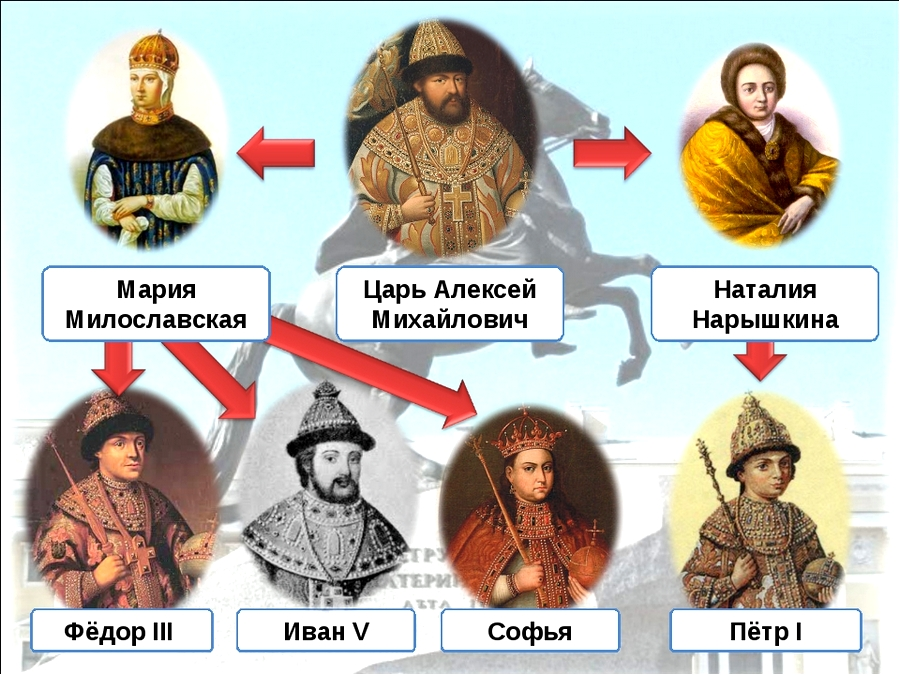 Мария
Милославская
Царь Алексей
Михайлович
Наталия
Нарышкина
Фёдор III
Иван V
Софья
Пётр I